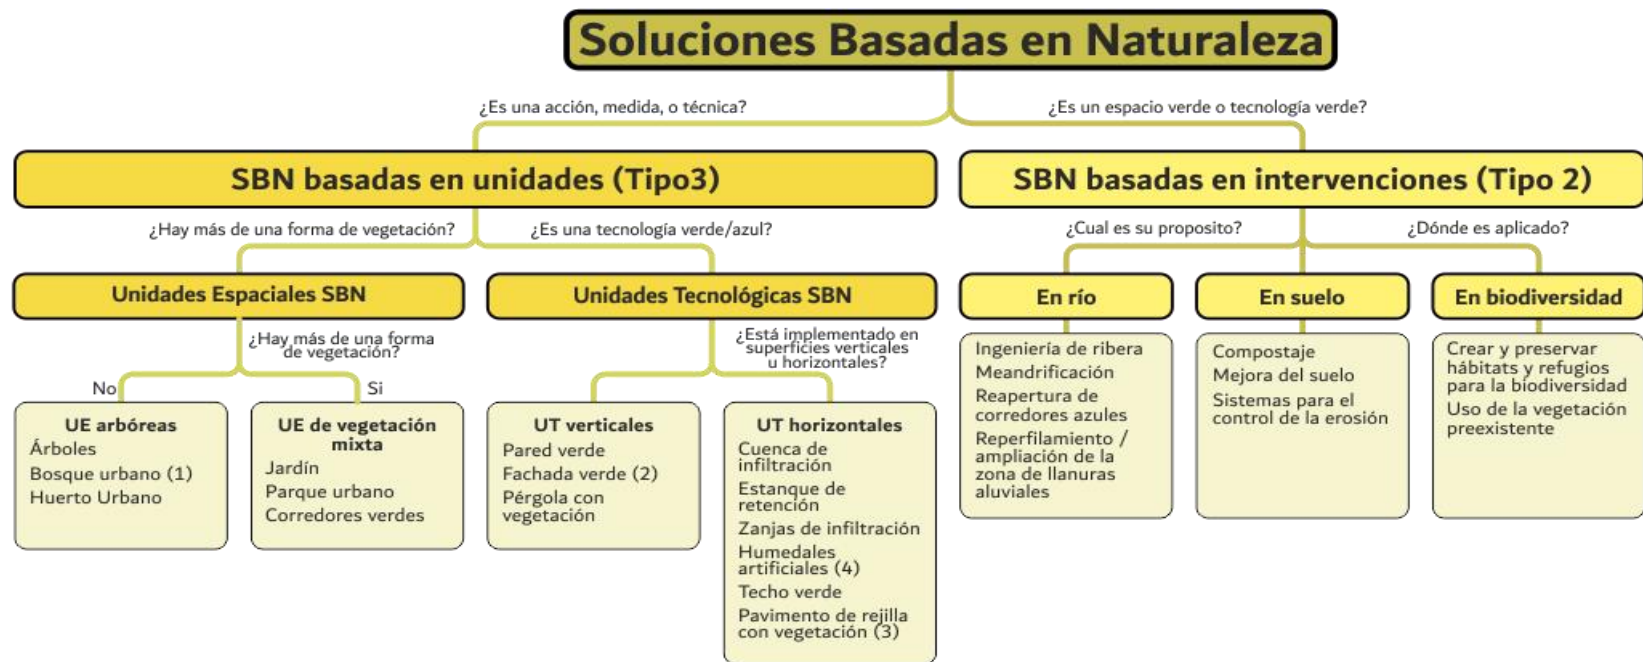 Soluciones Basadas en Naturaleza
¿Es una acción, medida, o técnica?
¿Es un espacio verde o tecnología verde?
SBN basadas en unidades (Tipo3)
SBN basadas en intervenciones (Tipo 2)
¿Hay más de una forma de vegetación?
¿Es una tecnología verde/azul?
¿Cual es su proposito?
¿Dónde es aplicado?
Unidades Espaciales SBN
Unidades Tecnológicas SBN
En río
En suelo
En biodiversidad
¿Hay más de una forma
de vegetación?
No
Si
¿Está implementado en
superficies verticales
u horizontales?
UE arbóreas
Árboles
Bosque urbano (1)
Huerto Urbano
UE de vegetación
mixta
Jardín
Parque urbano
Corredores verdes
UT verticales
Pared verde
Fachada verde (2)
Pérgola con
vegetación
UT horizontales
Cuenca de
infiltración
Estanque de
retención
Zanjas de infiltración
Humedales
artificiales (4)
Techo verde
Pavimento de rejilla
con vegetación (3)
Ingeniería de ribera
Meandrificación
Reapertura de
corredores azules
Reperfilamiento /
ampliación de la
zona de llanuras
aluviales
Compostaje
Mejora del suelo
Sistemas para el
control de la erosión
Crear y preservar
hábitats y refugios
para la biodiversidad
Uso de la vegetación
preexistente